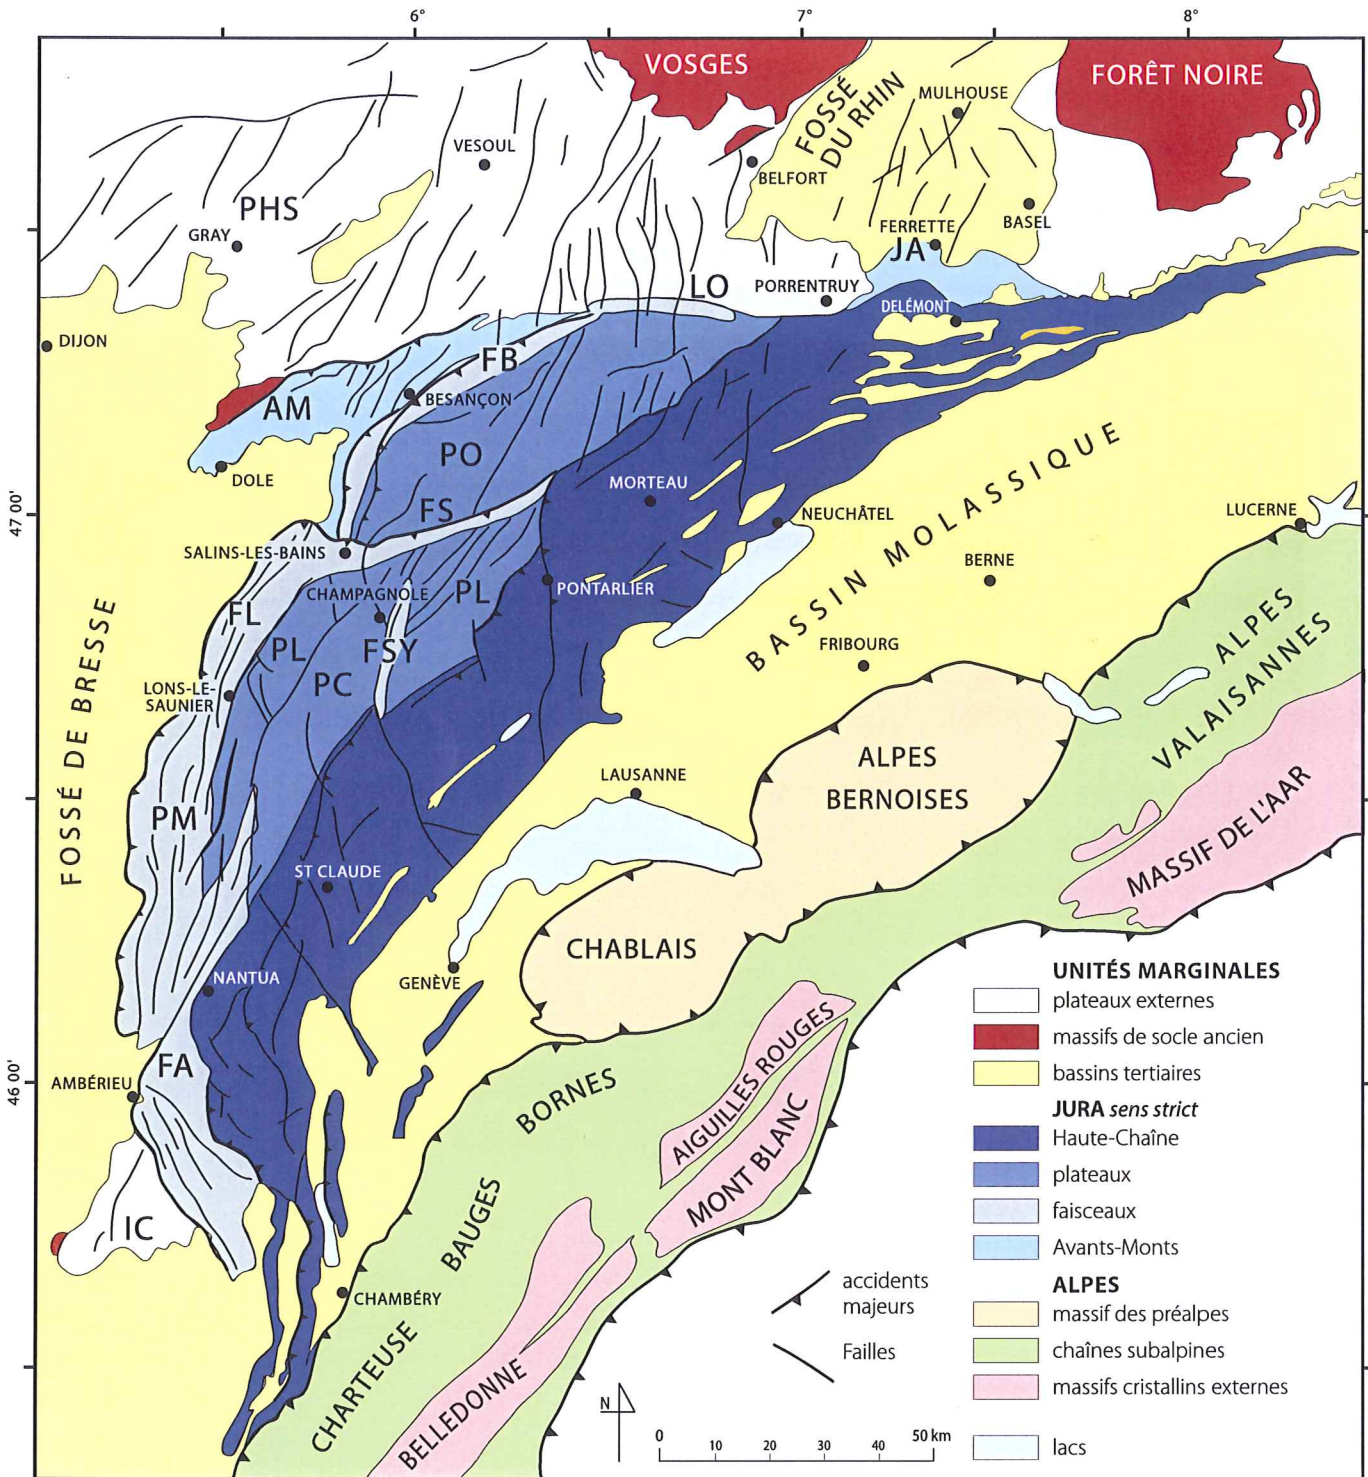 6°
7°
8°
VOSGES
FORÊT NOIRE
FOSSÉ
DU RHIN
MULHOUSE
VESOUL
BELFORT
PHS
GRAY
BASEL
FERRETTE
JA
LO
PORRENTRUY
DELÉMONT
DIJON
FB
BESANÇON
AM
PO
DOLE
MORTEAU
FS
NEUCHÂTEL
LUCERNE
47 00'
SALINS-LES-BAINS
BASSIN MOLASSIQUE
BERNE
CHAMPAGNOLE
PL
PONTARLIER
FL
FSY
PL
PC
FRIBOURG
ALPES
VALAISANNES
LONS-LE-
SAUNIER
FOSSÉ DE BRESSE
LAUSANNE
ALPES
BERNOISES
PM
MASSIF DE L'AAR
ST CLAUDE
CHABLAIS
NANTUA
GENÈVE
FA
AMBÉRIEU
46 00'
AIGUILLES ROUGES
BORNES
MONT BLANC
BAUGES
IC
CHAMBÉRY
CHARTEUSE
BELLEDONNE
UNITÉS MARGINALES
plateaux externes
massifs de socle ancien
bassins tertiaires
JURA sens strict
Haute-Chaîne
plateaux
faisceaux
Avants-Monts
ALPES
massif des préalpes
chaînes subalpines
massifs cristallins externes
lacs
accidents
majeurs
Failles
N
0 10 20 30 40 50 km